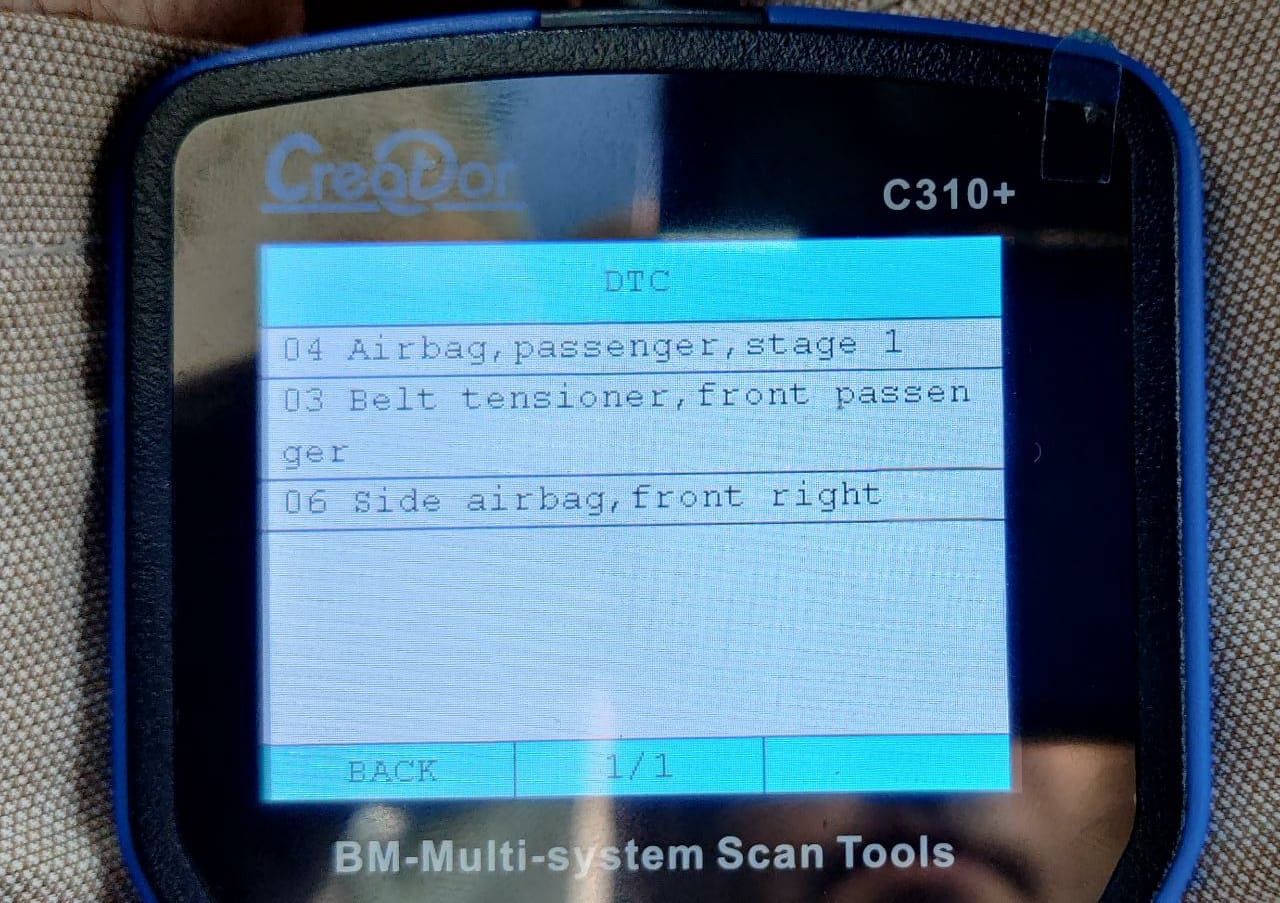 Creator
C310+
DTC
04 Airbag,passenger,stage 1
03 Belt tensioner,front passen
ger
06 Side airbag,front right
BACK 1/1
BM-Multi-system Scan Tools